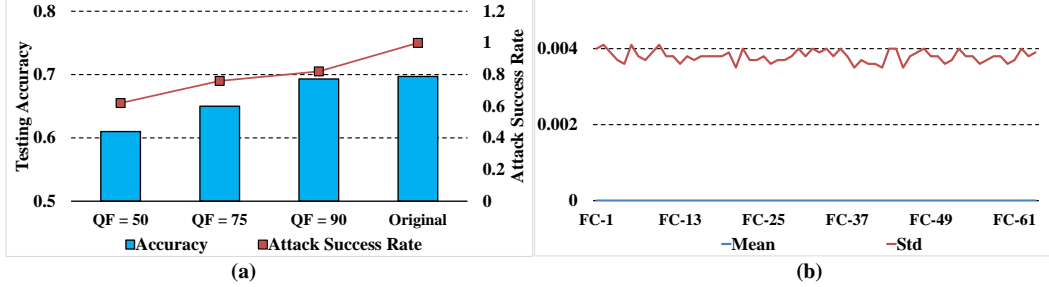 0.8
0.7
0.6
0.5
Testing Accuracy
1.2
1
0.8
0.6
0.4
0.2
0
Attack Success Rate
QF = 50 QF = 75 QF = 90 Original
Accuracy Attack Success Rate
(a)
0.004
0.002
0
FC-1 FC-13 FC-25 FC-37 FC-49 FC-61
Mean Std
(b)